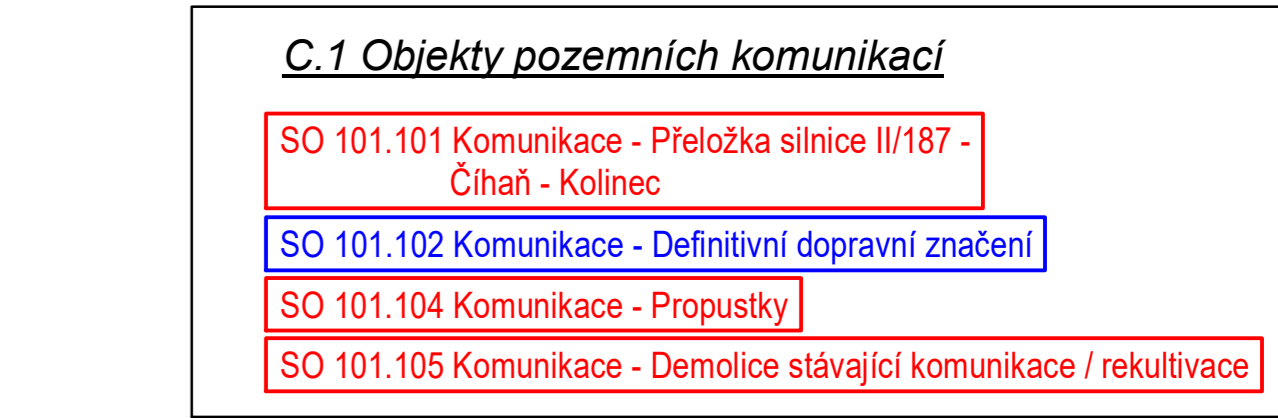 C.1 Objekty pozemních komunikací
SO 101.101 Komunikace - Přeložka silnice II/187 -
Číhaň - Kolinec
SO 101.102 Komunikace - Definitivní dopravní značení
SO 101.104 Komunikace - Propustky
SO 101.105 Komunikace - Demolice stávající komunikace / rekultivace